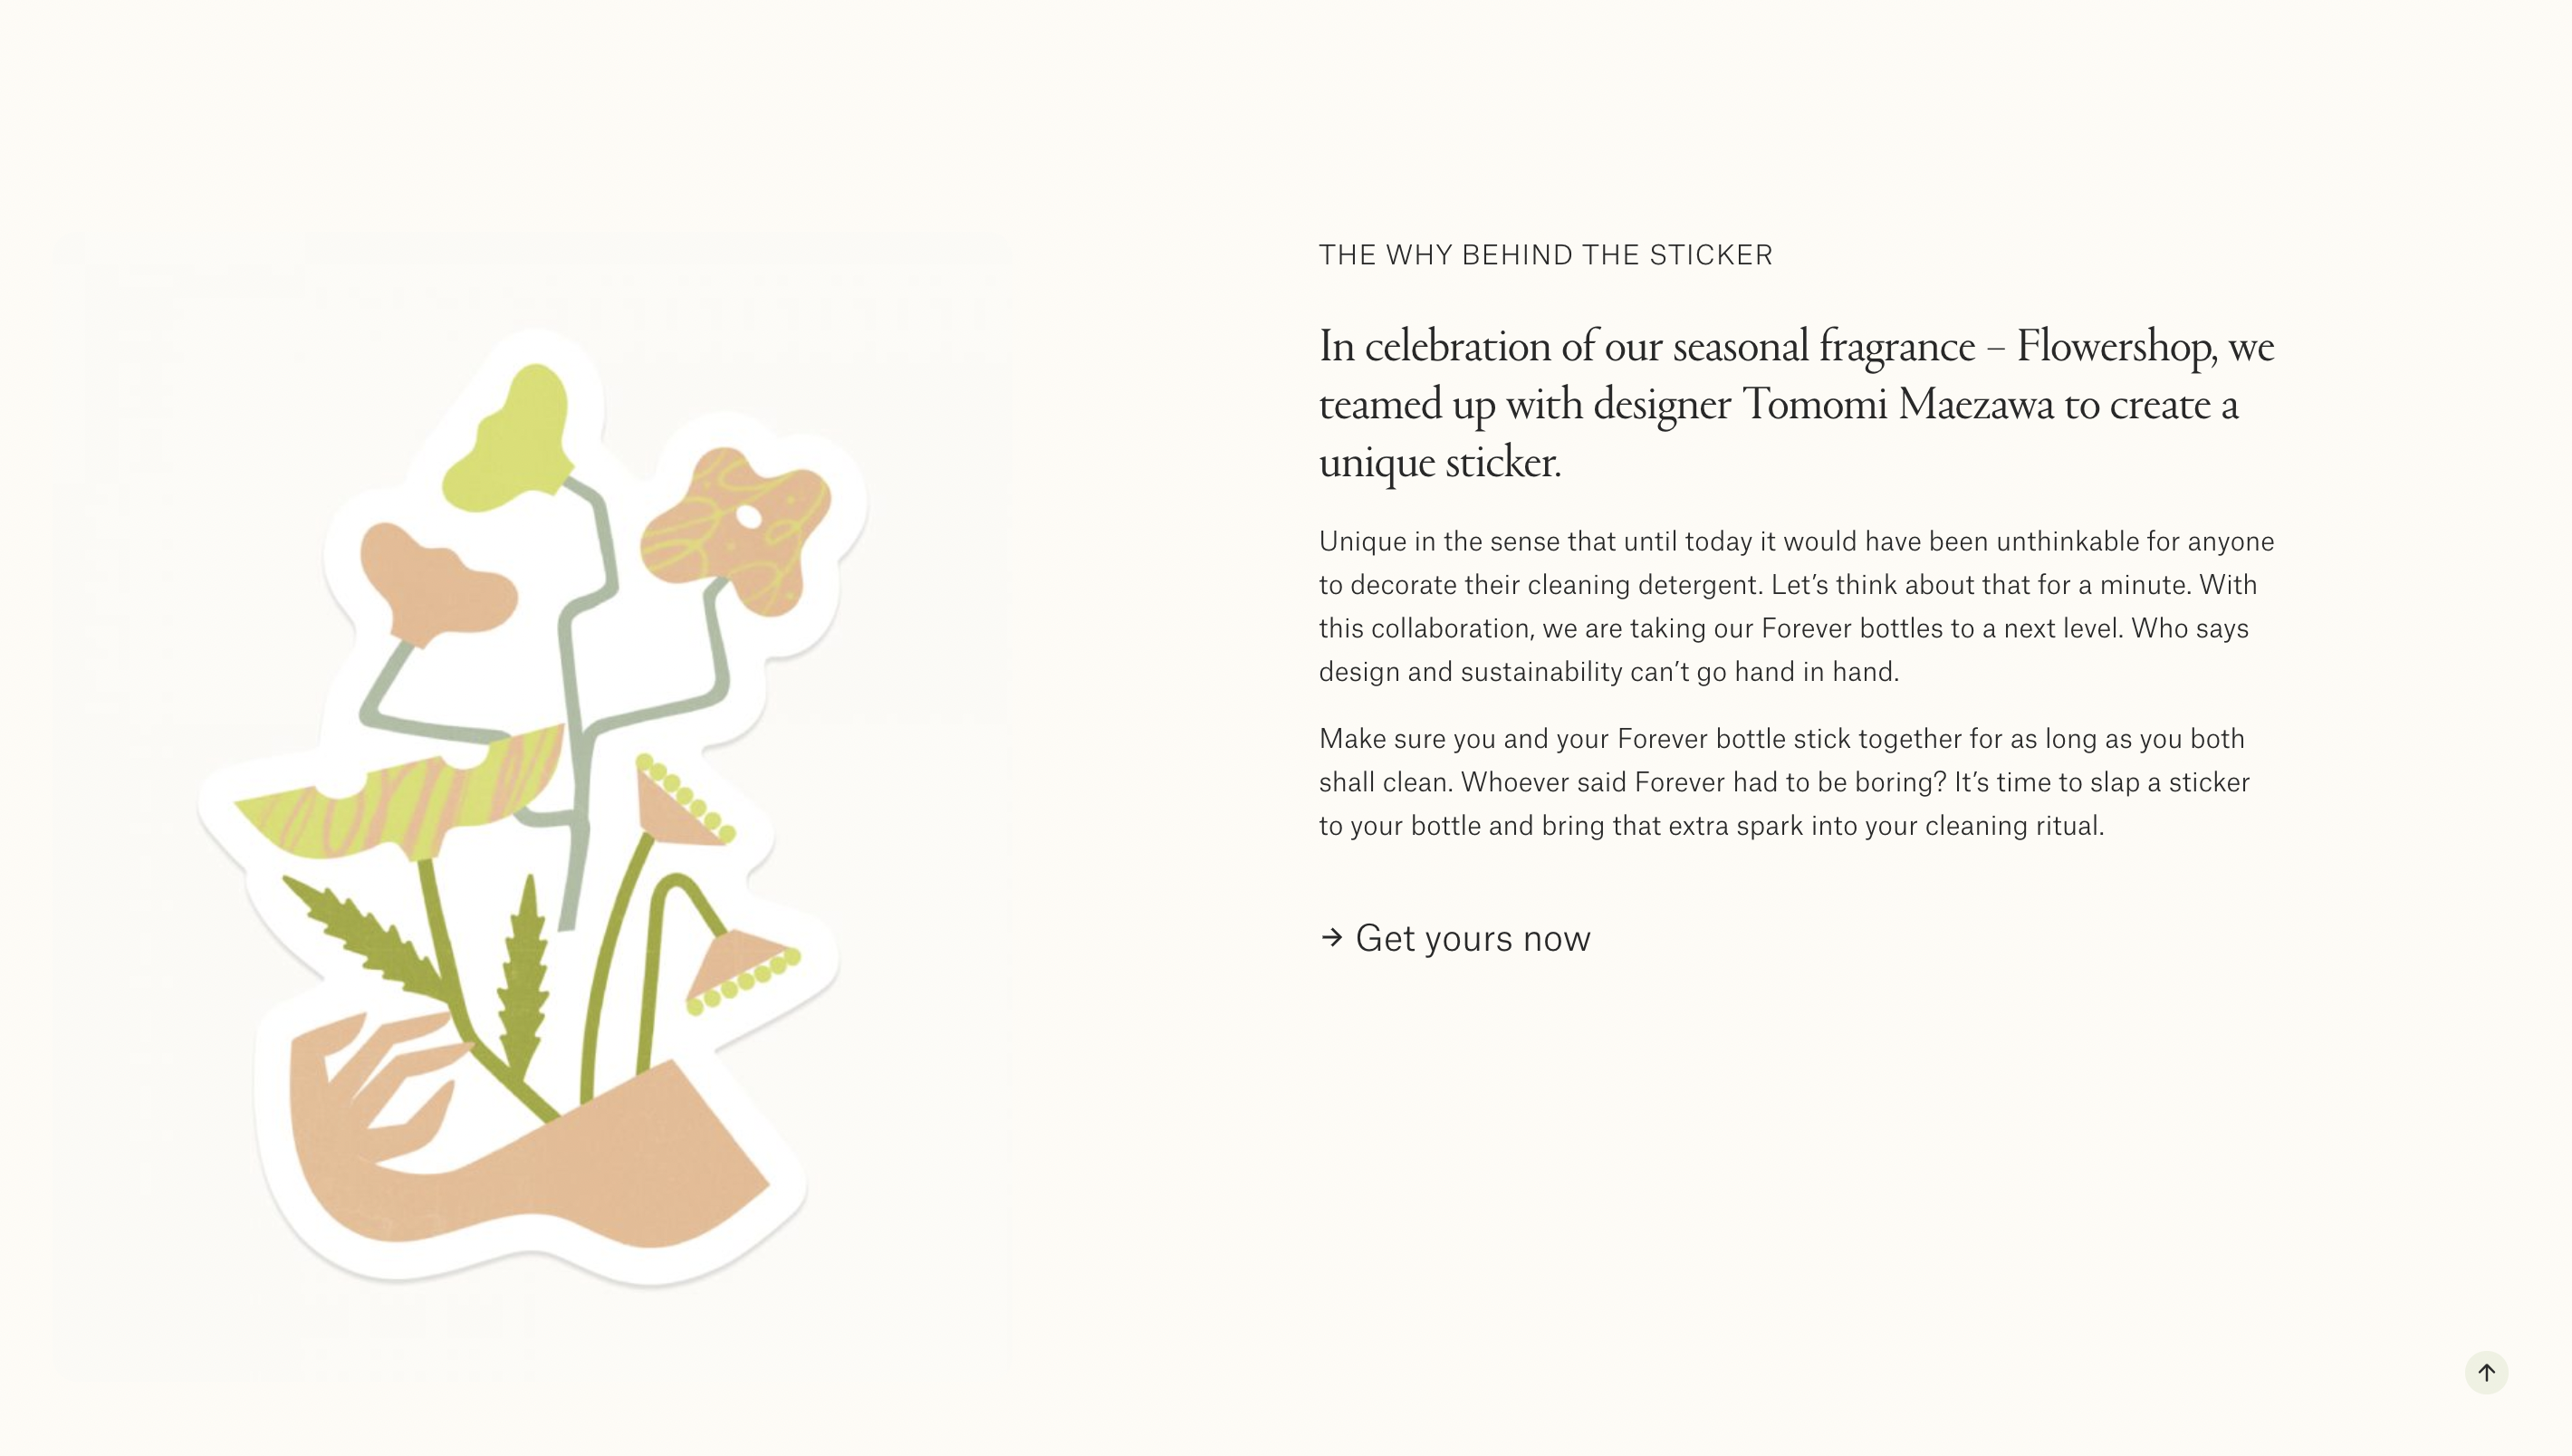 THE WHY BEHIND THE STICKER
In celebration of our seasonal fragrance – Flowershop, we
teamed up with designer Tomomi Maezawa to create a
unique sticker.
Unique in the sense that until today it would have been unthinkable for anyone
to decorate their cleaning detergent. Let’s think about that for a minute. With
this collaboration, we are taking our Forever bottles to a next level. Who says
design and sustainability can’t go hand in hand.
Make sure you and your Forever bottle stick together for as long as you both
shall clean. Whoever said Forever had to be boring? It’s time to slap a sticker
to your bottle and bring that extra spark into your cleaning ritual.
→ Get yours now